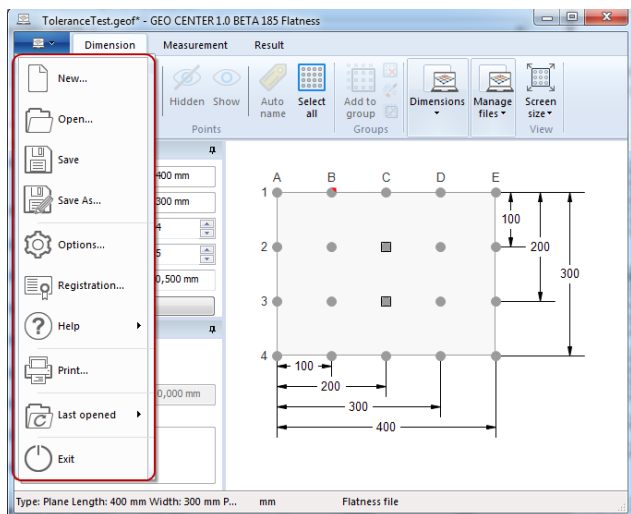 ToleranceTest.geof* - GEO CENTER 1.0 BETA 185 Flatness
Dimension Measurement Result
New...
Open...
Save
Save As...
Options...
Registration...
Help
Print...
Last opened
Exit
Hidden Show
Points
Auto name
Select all
Add to group
Groups
Dimensions
Manage files
Screen size
View
400 mm
300 mm
4
5
0,500 mm
0,000 mm
A B C D E
1
2
3
4
100
200
300
100
200
300
400
Type: Plane Length: 400 mm Width: 300 mm P... mm Flatness file